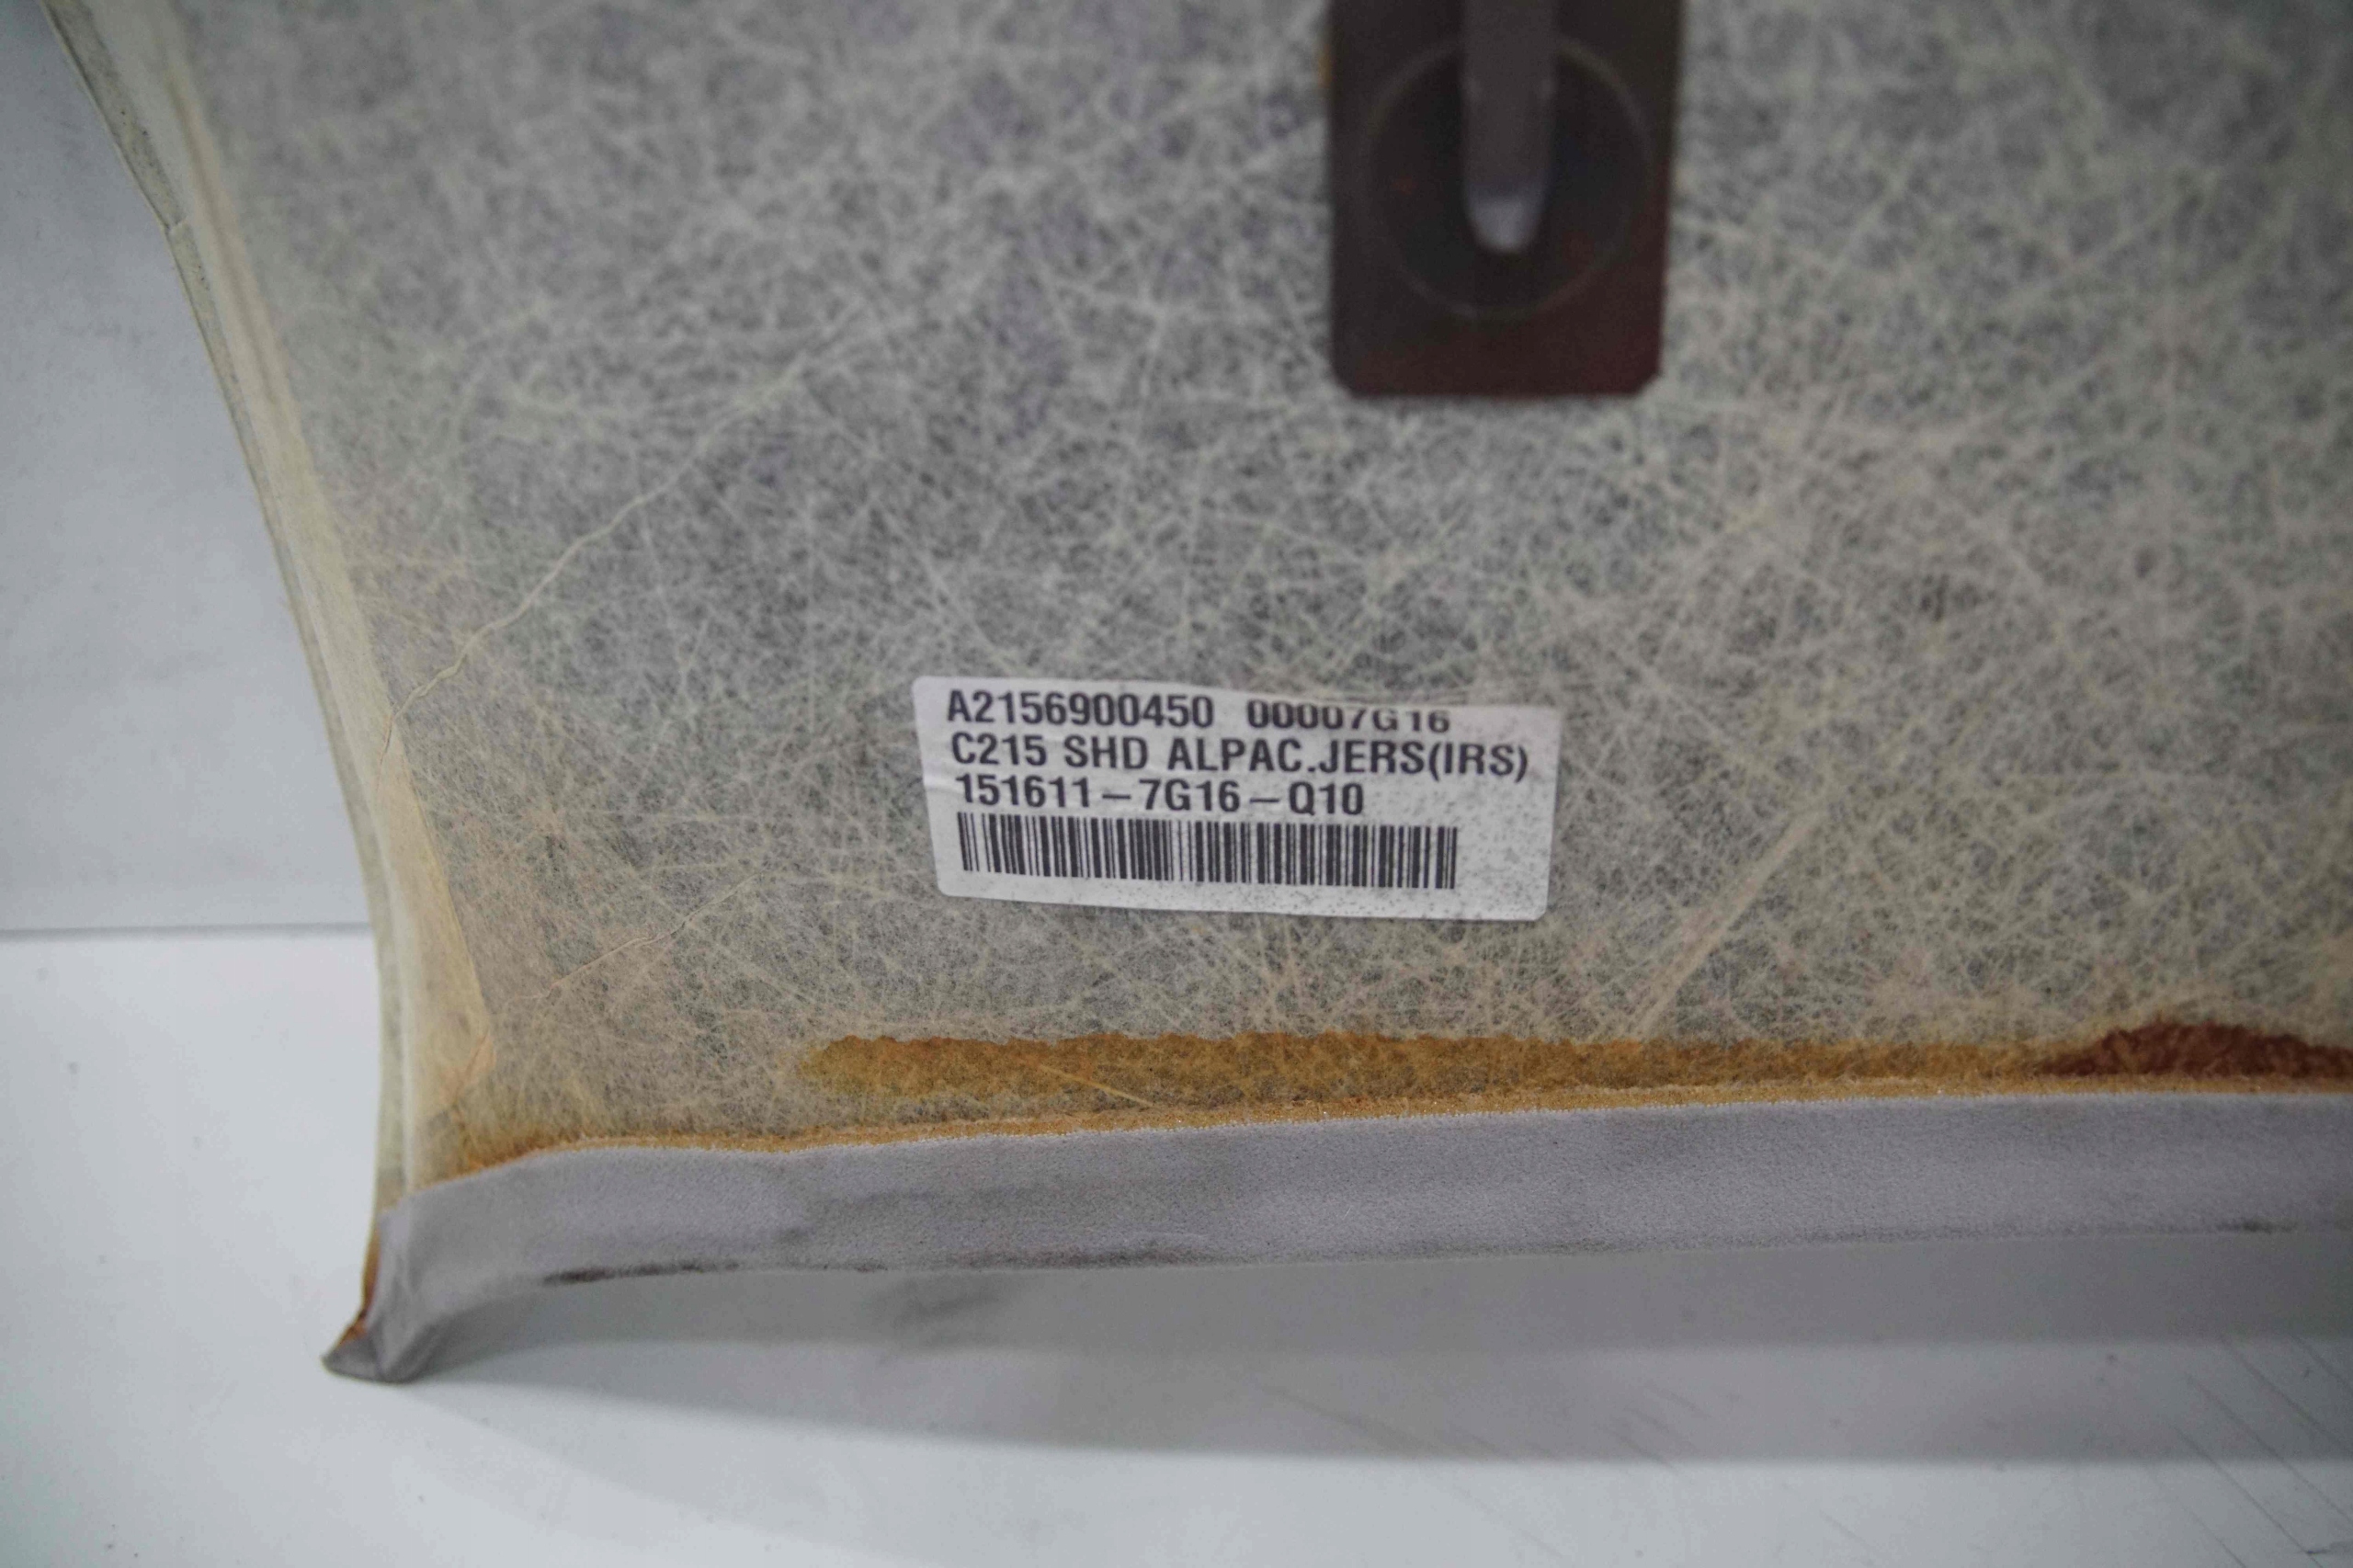 A2156900450 00007G16
C215 SHD ALPAC.JERS(IRS)
151611-7G16-Q10